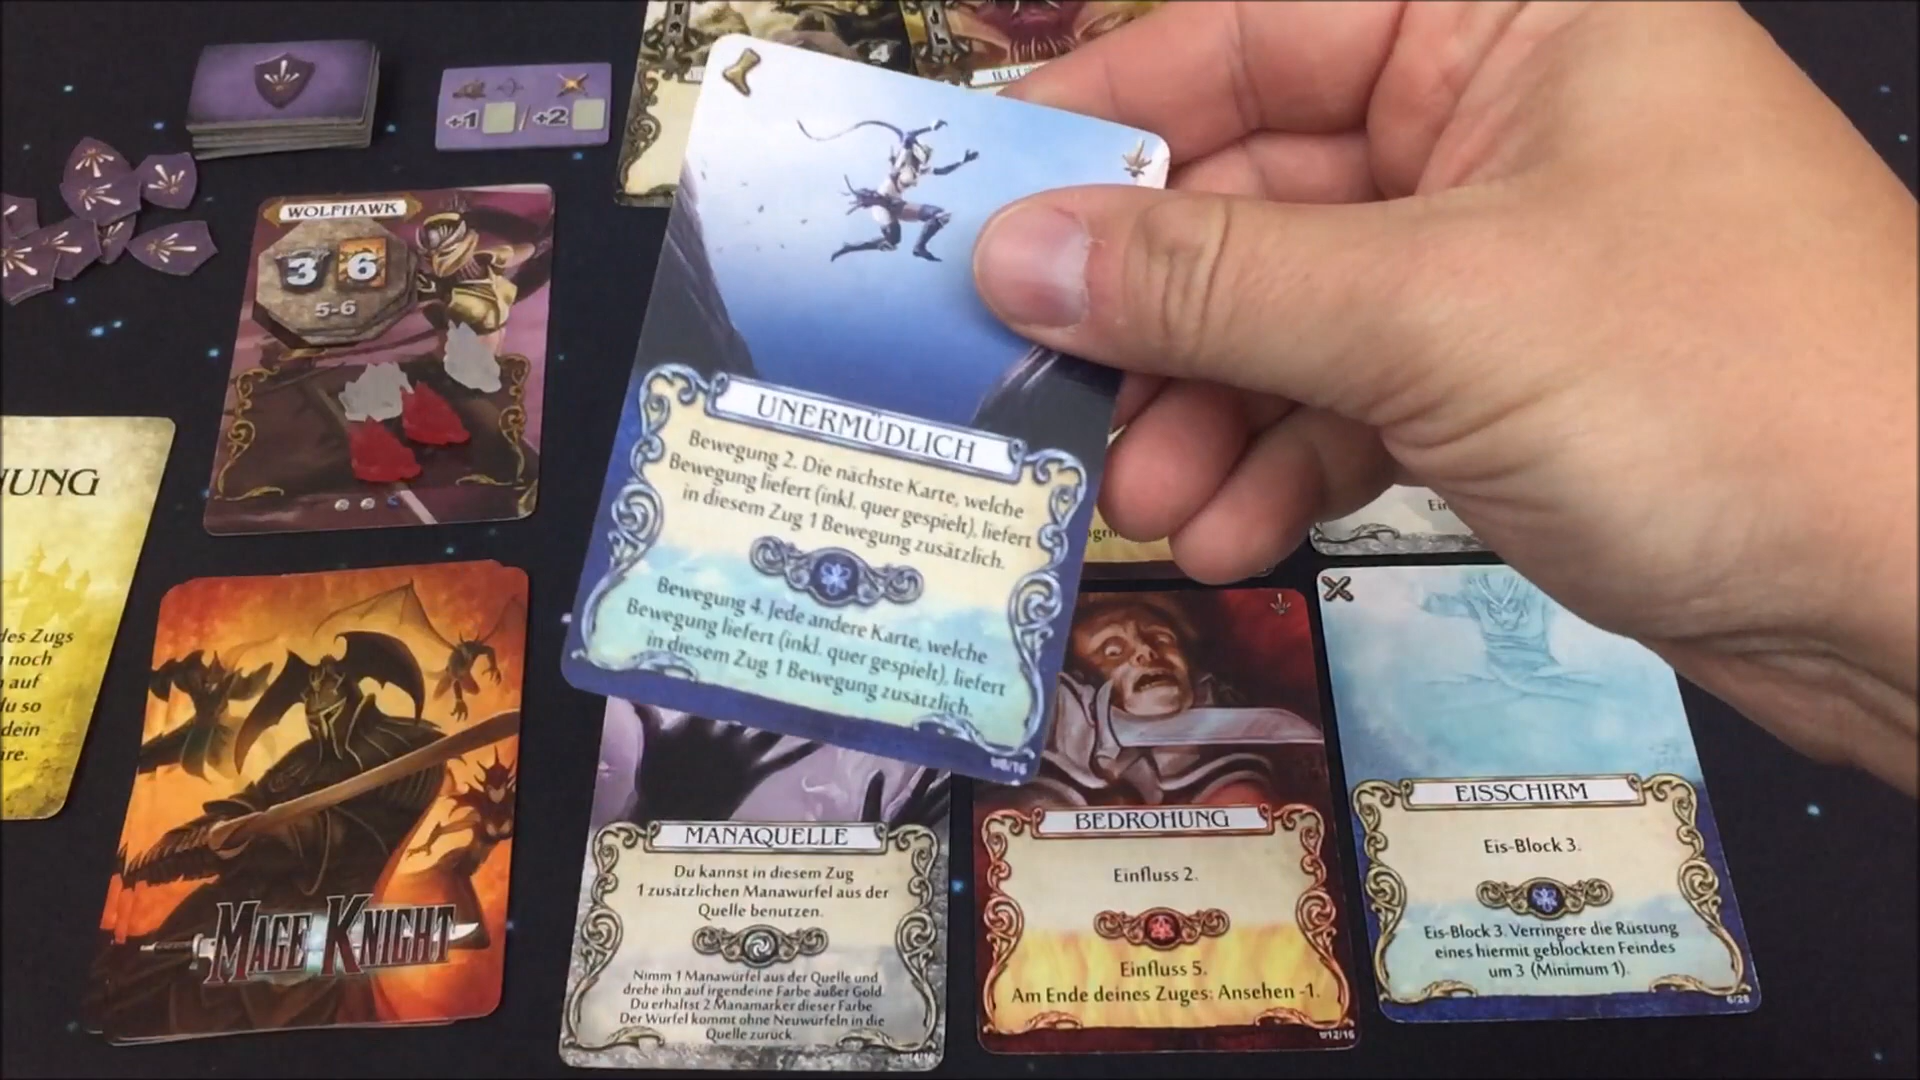 +1 / +2
4
WOLFHAWK
3 6
5-6
UNERMÜDLICH
Bewegung 2. Die nächste Karte, welche
Bewegung liefert (inkl. quer gespielt), liefert
in diesem Zug 1 Bewegung zusätzlich.
Bewegung 4. Jede andere Karte, welche
Bewegung liefert (inkl. quer gespielt), liefert
in diesem Zug 1 Bewegung zusätzlich.
des Zugs
noch
auf
du so
dein
MAGE KNIGHT
MANAQUELLE
Du kannst in diesem Zug
1 zusätzlichen Manawürfel aus der
Quelle benutzen.
Nimm 1 Manawürfel aus der Quelle und
drehe ihn auf irgendeine Farbe außer Gold.
Du erhältst 2 Manamarker dieser Farbe.
Der Würfel kommt ohne Neuwürfeln in die
Quelle zurück.
BEDROHUNG
Einfluss 2.
Einfluss 5.
Am Ende deines Zuges: Ansehen -1.
12/16
EISSCHIRM
Eis-Block 3.
Eis-Block 3. Verringere die Rüstung
eines hiermit geblockten Feindes
um 3 (Minimum 1).
6/28